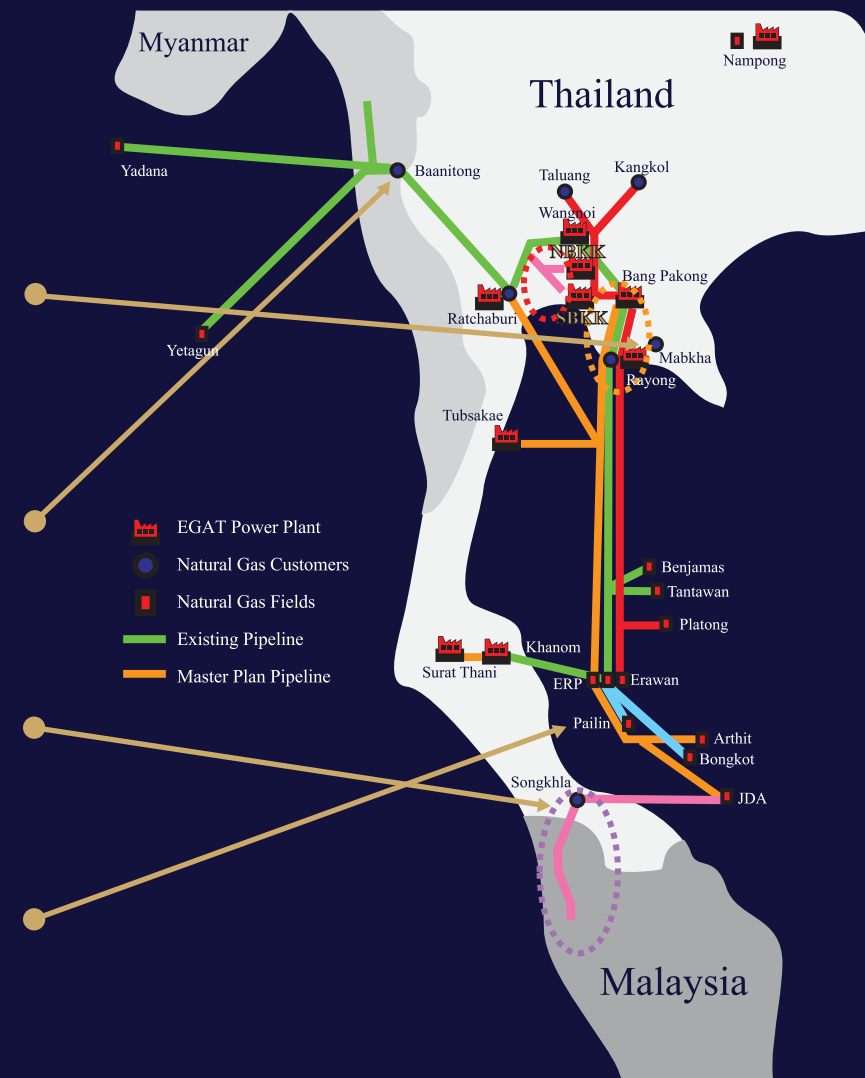 Myanmar
Nampong
Thailand
Yadana
Baanitong
Taluang
Kangkol
Wangnoi
NBKK
Bang Pakong
Ratchaburi
SBKK
Yetagun
Mabkha
Rayong
Tubsakae
EGAT Power Plant
Natural Gas Customers
Natural Gas Fields
Existing Pipeline
Master Plan Pipeline
Benjamas
Tantawan
Platong
Khanom
Surat Thani
ERP
Erawan
Pailin
Arthit
Bongkot
Songkhla
JDA
Malaysia